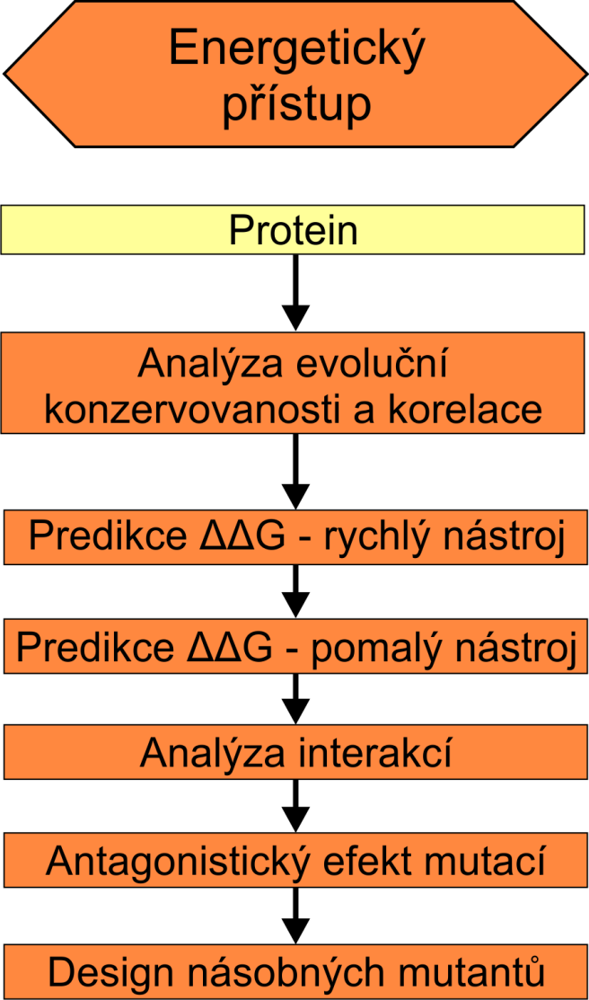 Energetický
přístup
Protein
Analýza evoluční
konzervovanosti a korelace
Predikce ΔΔG - rychlý nástroj
Predikce ΔΔG - pomalý nástroj
Analýza interakcí
Antagonistický efekt mutací
Design násobných mutantů